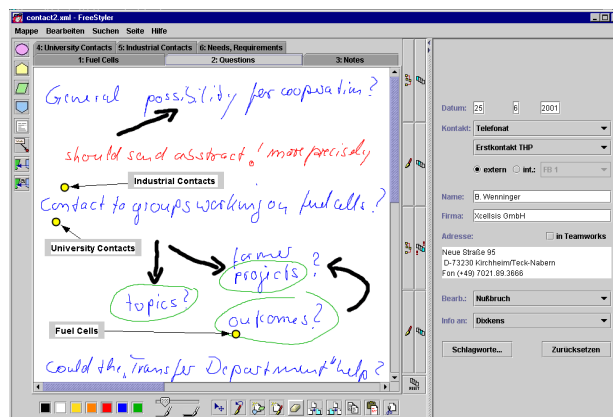 contact2.xml - FreeStyler
Mappe Bearbeiten Suchen Seite Hilfe
4: University Contacts 5: Industrial Contacts 6: Needs, Requirements
1: Fuel Cells 2: Questions 3: Notes
General possibility for cooperation?
should send abstract! more precisely
Industrial Contacts
Contact to groups working on fuel cells?
University Contacts
former
projects?
topics?
outcomes?
Fuel Cells
Could the "Transfer Department" help?
Datum: 25 6 2001
Kontakt: Telefonat
Erstkontakt THP
extern int.: FB 1
Name: B. Wenninger
Firma: Xcellsis GmbH
Adresse: in Teamworks
Neue Straße 95
D-73230 Kirchheim/Teck-Nabern
Fon (+49) 7021.89.3666
Bearb.: Nußbruch
Info an: Dixkens
Schlagworte... Zurücksetzen